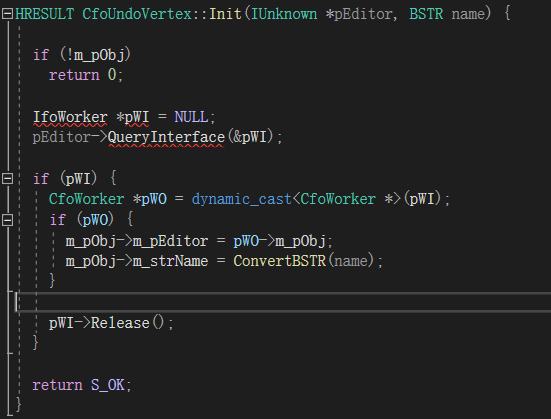 HRESULT CfoUndoVertex::Init(IUnknown *pEditor, BSTR name) {
if (!m_pObj)
return 0;
IfoWorker *pWI = NULL;
pEditor->QueryInterface(&pWI);
if (pWI) {
CfoWorker *pWO = dynamic_cast<CfoWorker *>(pWI);
if (pWO) {
m_pObj->m_pEditor = pWO->m_pObj;
m_pObj->m_strName = ConvertBSTR(name);
}
pWI->Release();
}
return S_OK;
}